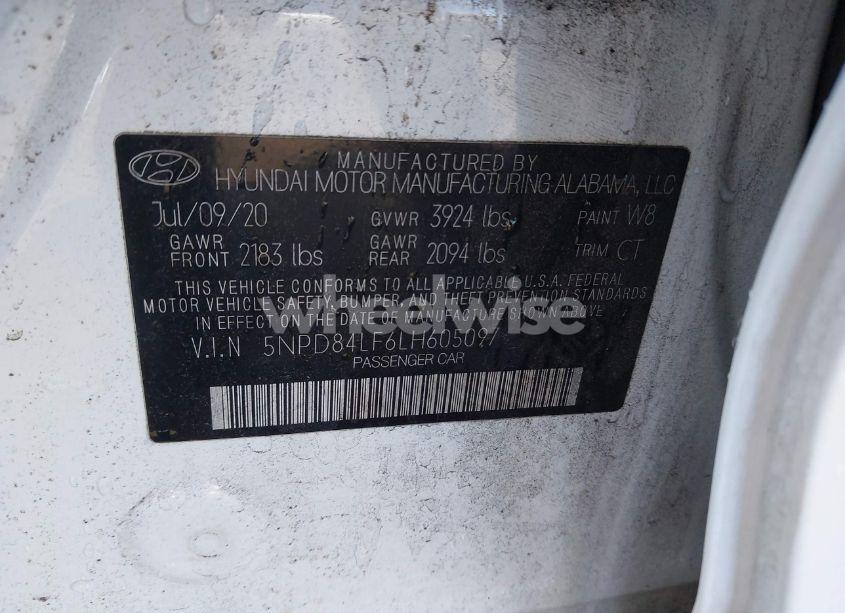 MANUFACTURED BY
HYUNDAI MOTOR MANUFACTURING ALABAMA, LLC
Jul/09/20 GVWR 3924 lbs PAINT W8
GAWR FRONT 2183 lbs GAWR REAR 2094 lbs TRIM CT
THIS VEHICLE CONFORMS TO ALL APPLICABLE U.S.A. FEDERAL
MOTOR VEHICLE SAFETY, BUMPER, AND THEFT PREVENTION STANDARDS
IN EFFECT ON THE DATE OF MANUFACTURE SHOWN ABOVE
wheelwise
V.I.N 5NPD84LF6LH605097
PASSENGER CAR
wheelwise